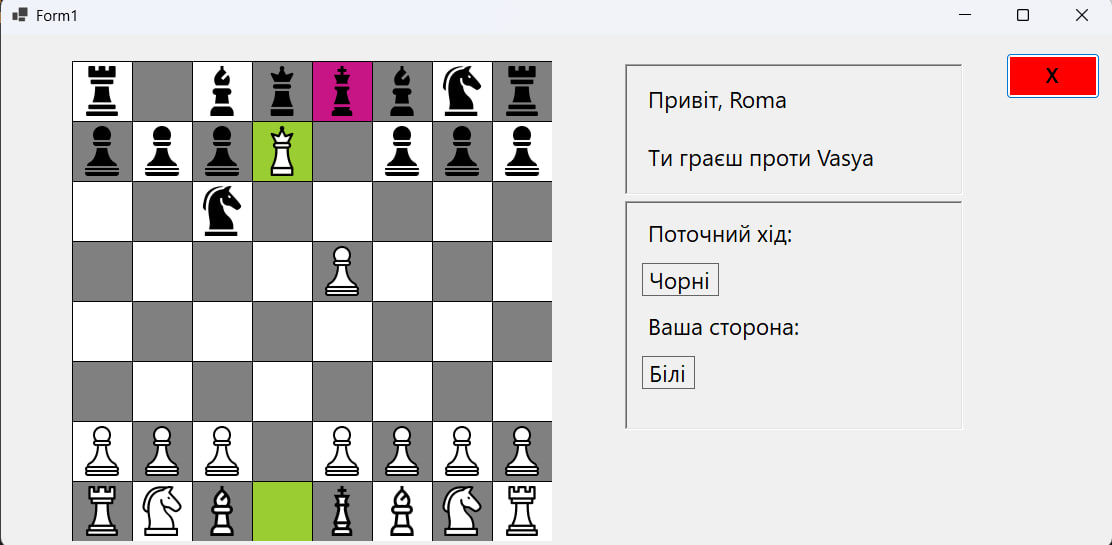 Form1
X
Привіт, Roma
Ти граєш проти Vasya
Поточний хід:
Чорні
Ваша сторона:
Білі